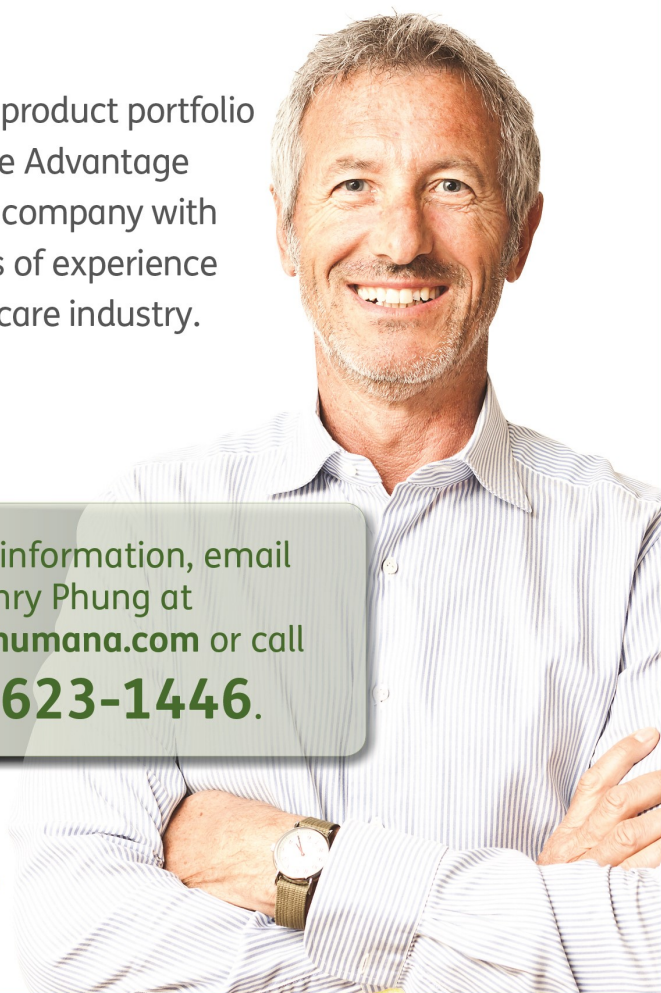 product portfolio
e Advantage
company with
s of experience
care industry.
information, email
nry Phung at
humana.com or call
623-1446.